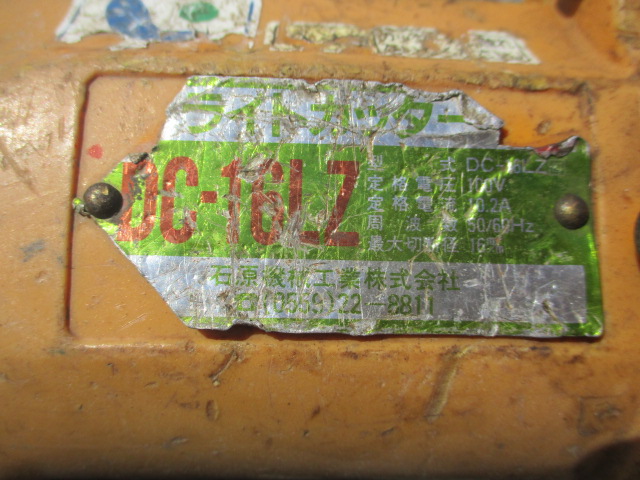 ライトカッター
DC-16LZ
型 式 DC-16LZ
定格電圧 100V
定格電流 10.2A
周波数 50/60Hz
最大切断径 16
石原機械工業株式会社